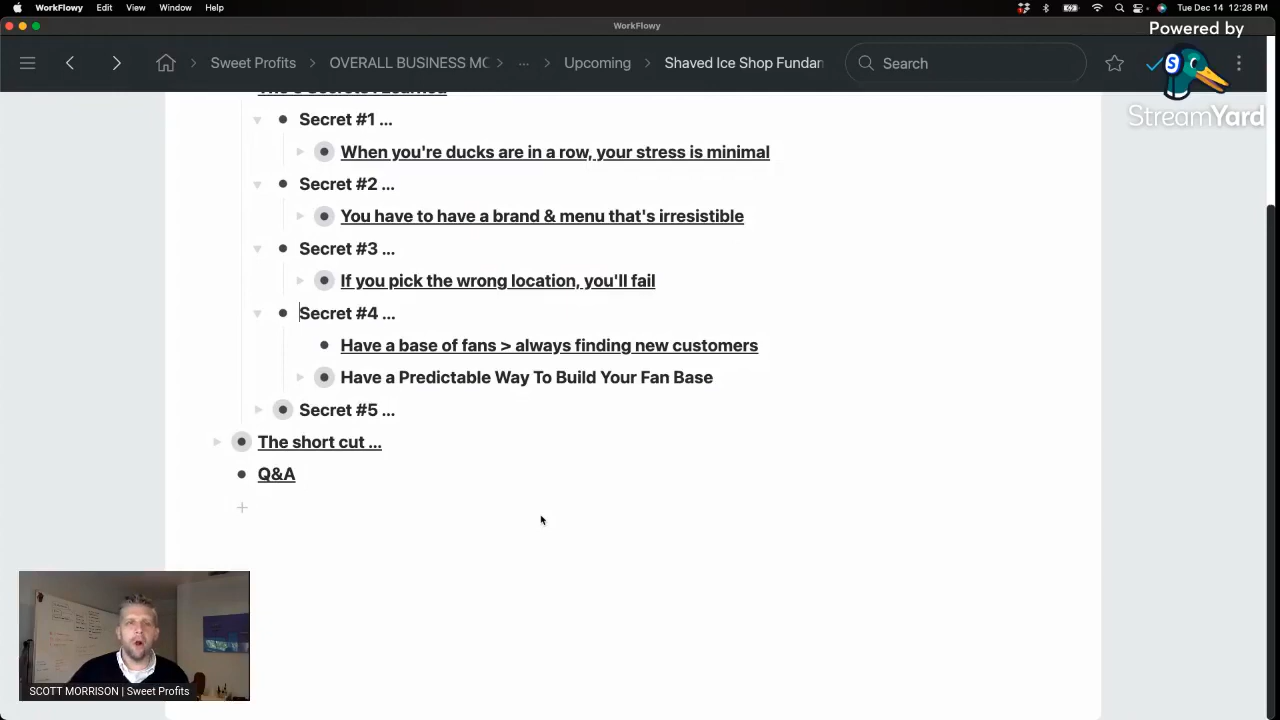 WorkFlowy Edit View Window Help Tue Dec 14 12:28 PM
WorkFlowy
Powered by
Sweet Profits OVERALL BUSINESS MC ... Upcoming Shaved Ice Shop Fundar Search
StreamYard
Secret #1 ...
When you're ducks are in a row, your stress is minimal
Secret #2 ...
You have to have a brand & menu that's irresistible
Secret #3 ...
If you pick the wrong location, you'll fail
Secret #4 ...
Have a base of fans > always finding new customers
Have a Predictable Way To Build Your Fan Base
Secret #5 ...
The short cut ...
Q&A
SCOTT MORRISON | Sweet Profits